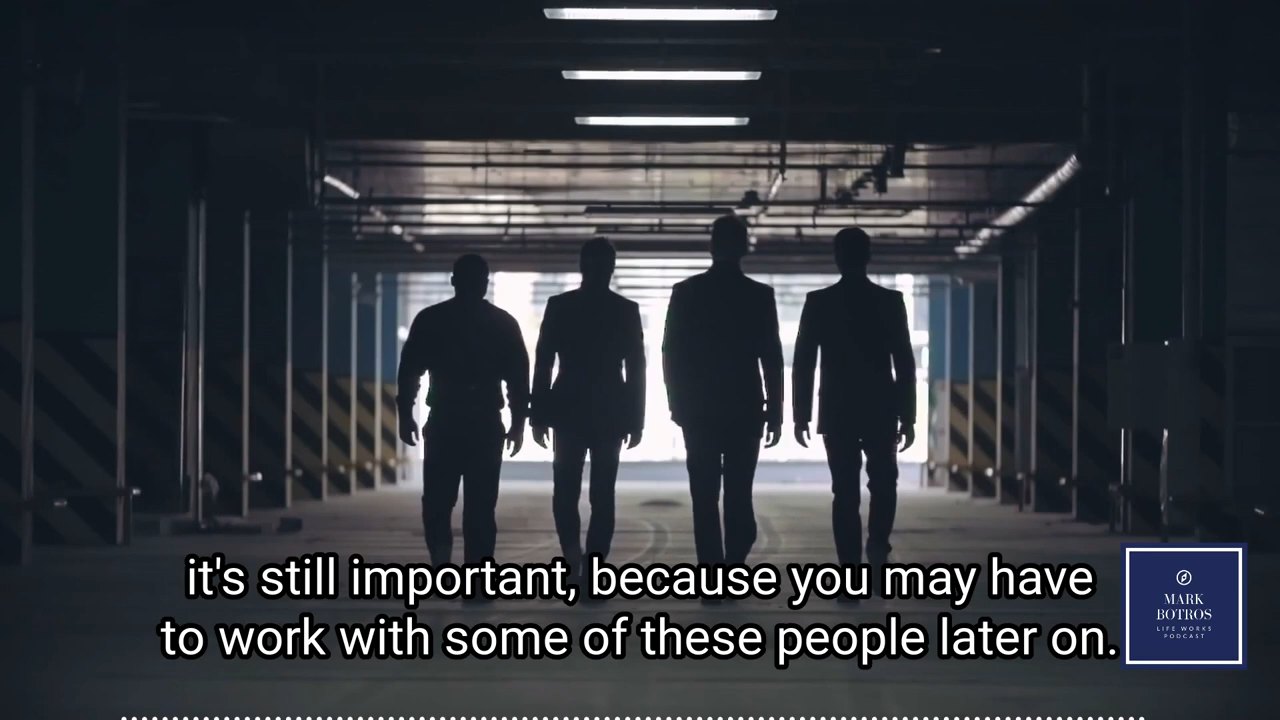 it's still important, because you may have
to work with some of these people later on.
MARK
BOTROS
LIFE WORKS
PODCAST